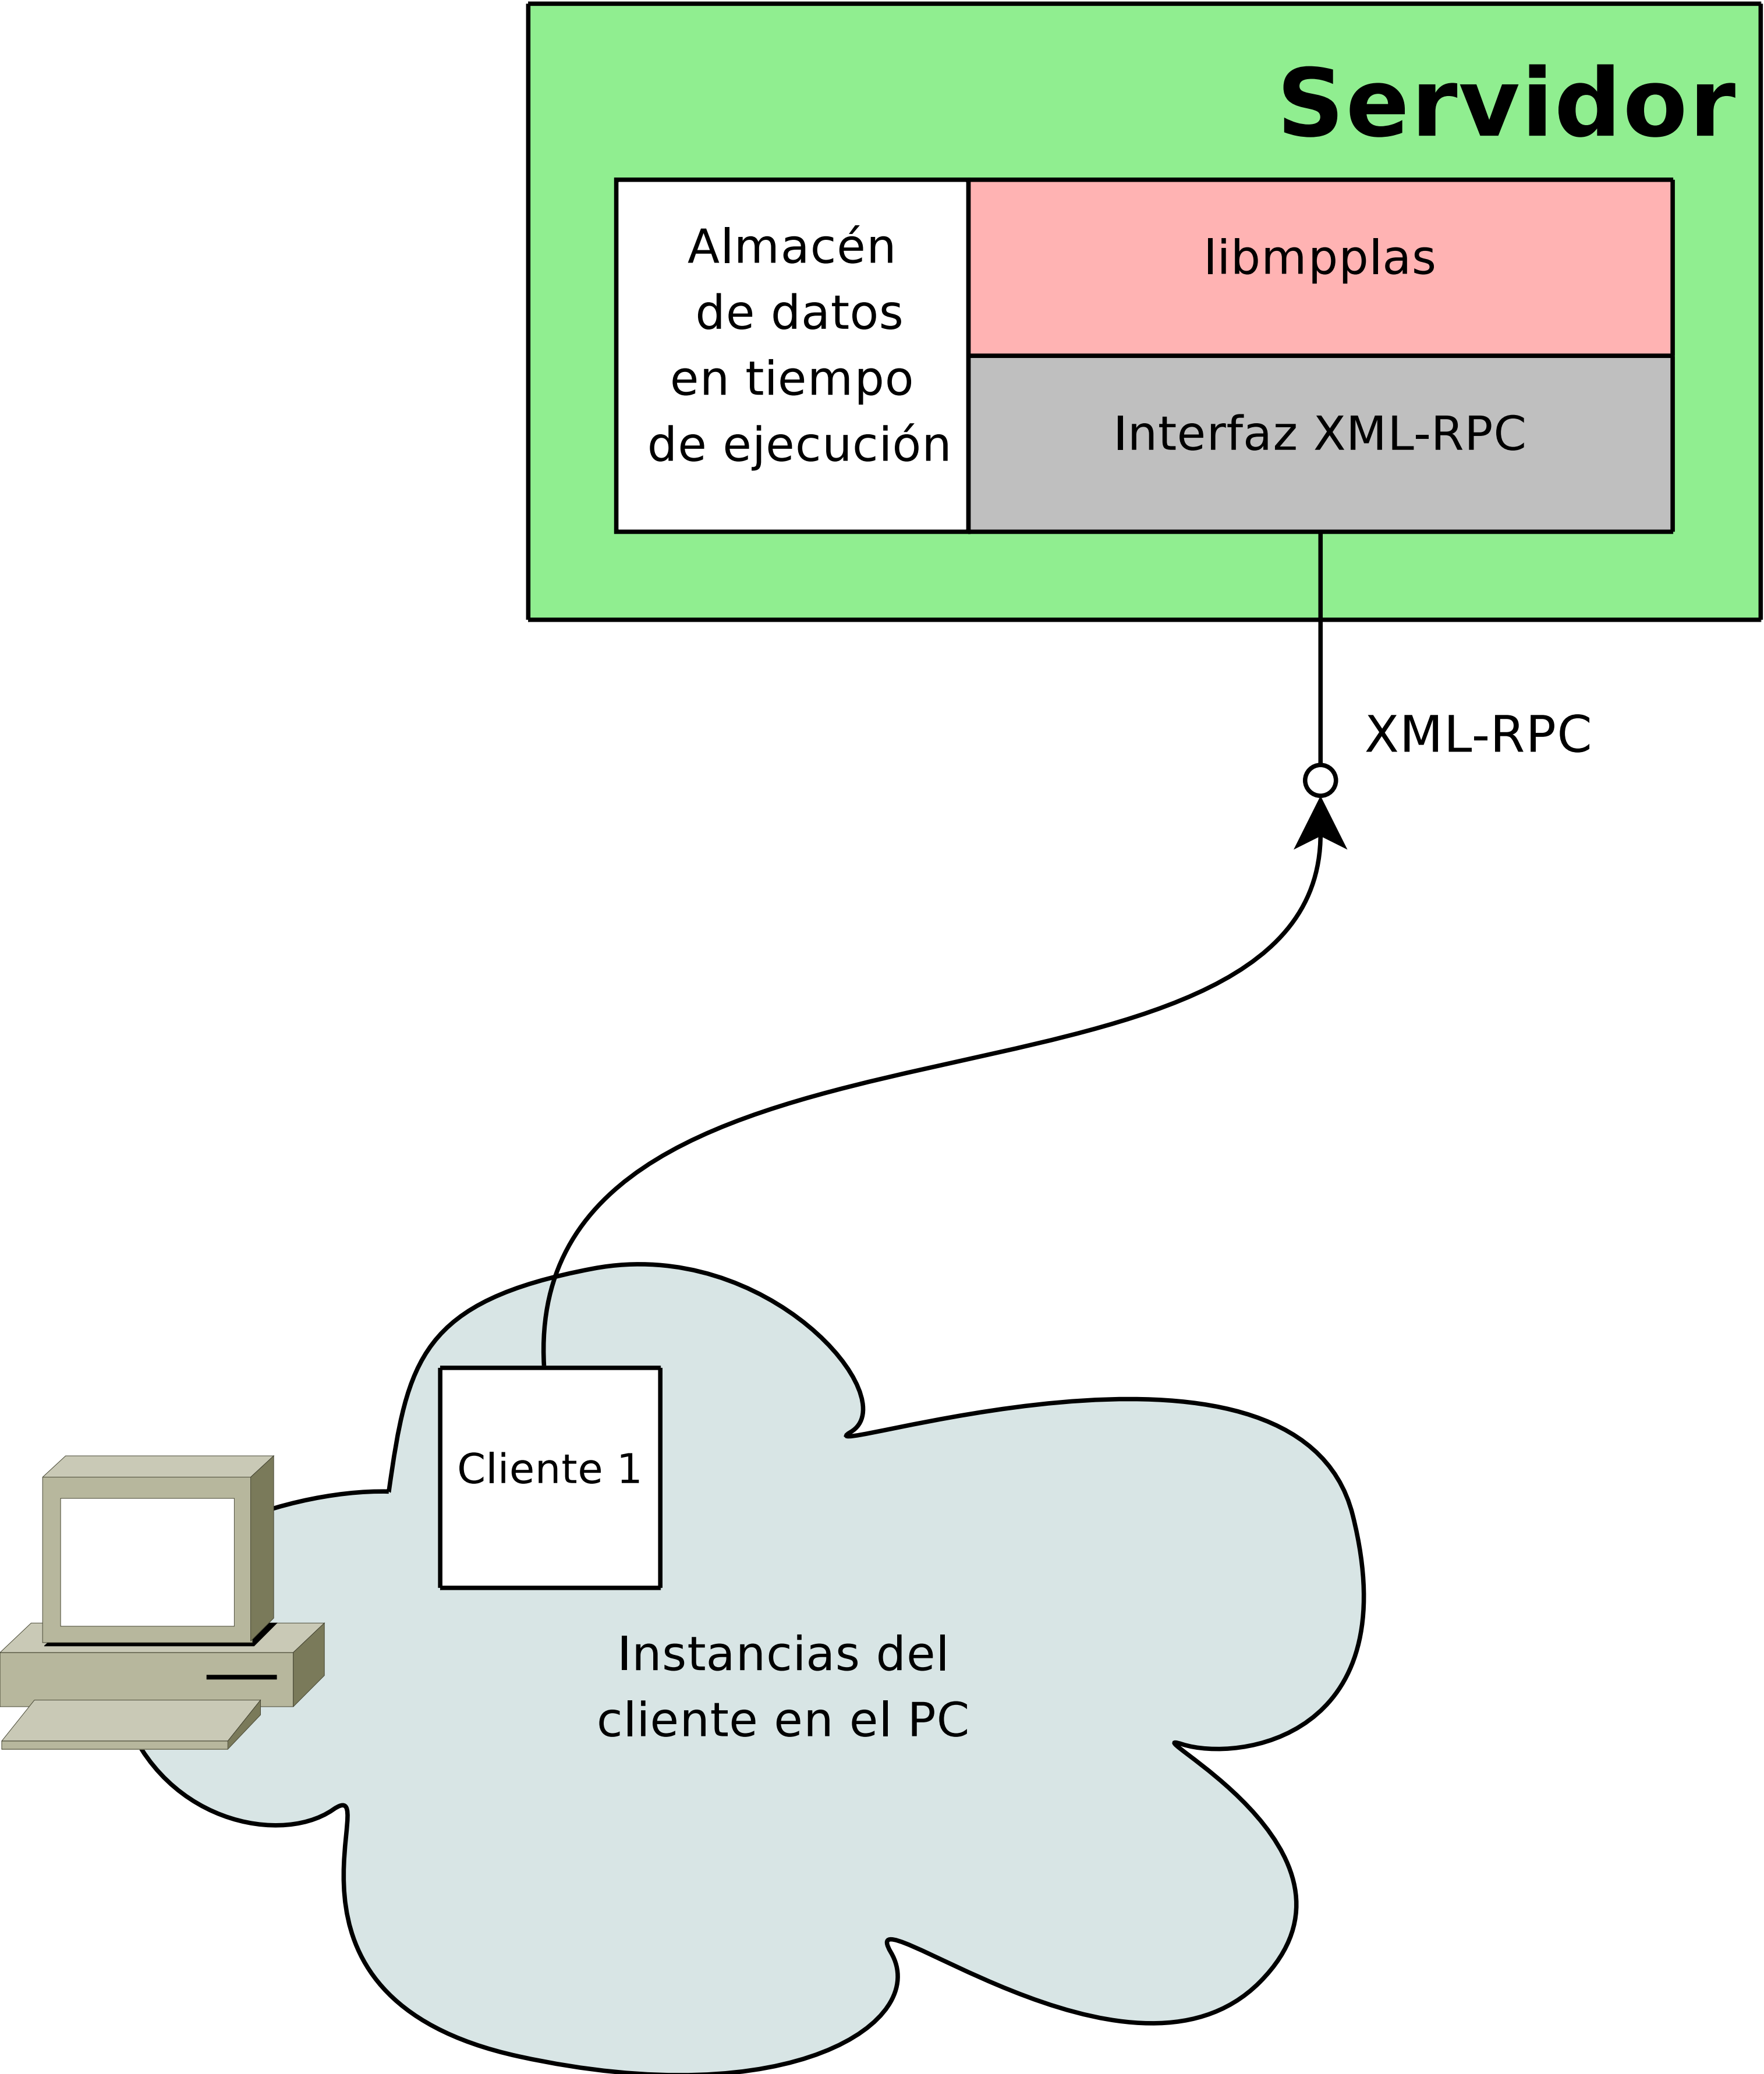 Servidor
Almacén
de datos
en tiempo
de ejecución
libmpplas
Interfaz XML-RPC
XML-RPC
Cliente 1
Instancias del
cliente en el PC